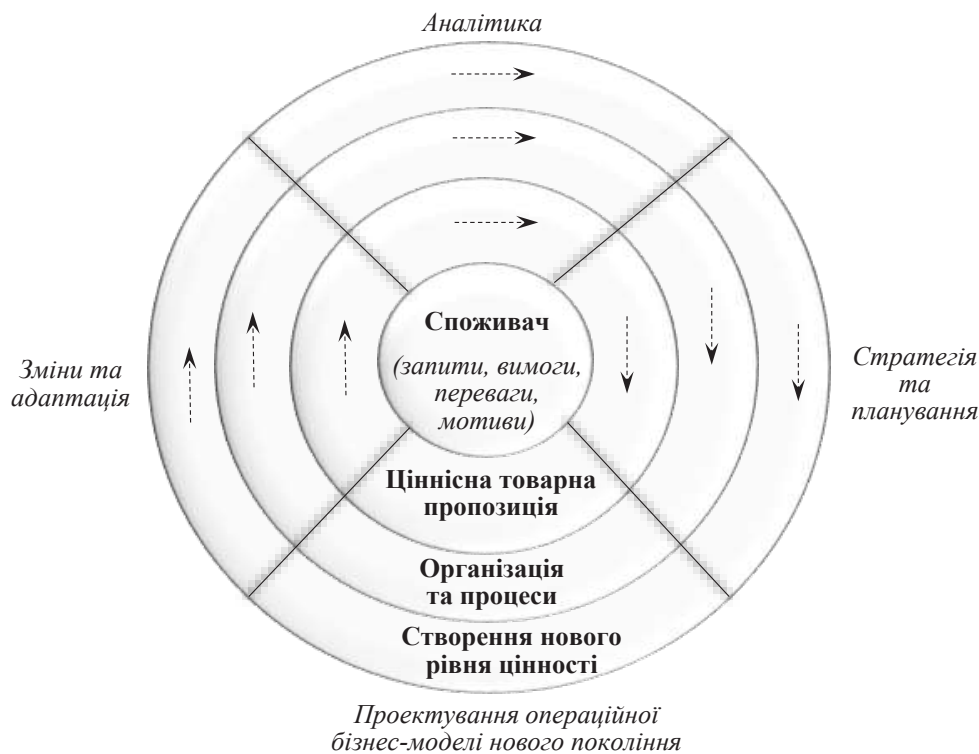 Аналітика
Споживач
(запити, вимоги,
переваги,
мотиви)
Зміни та
адаптація
Стратегія
та
планування
Ціннісна товарна
пропозиція
Організація
та процеси
Створення нового
рівня цінності
Проектування операційної
бізнес-моделі нового покоління